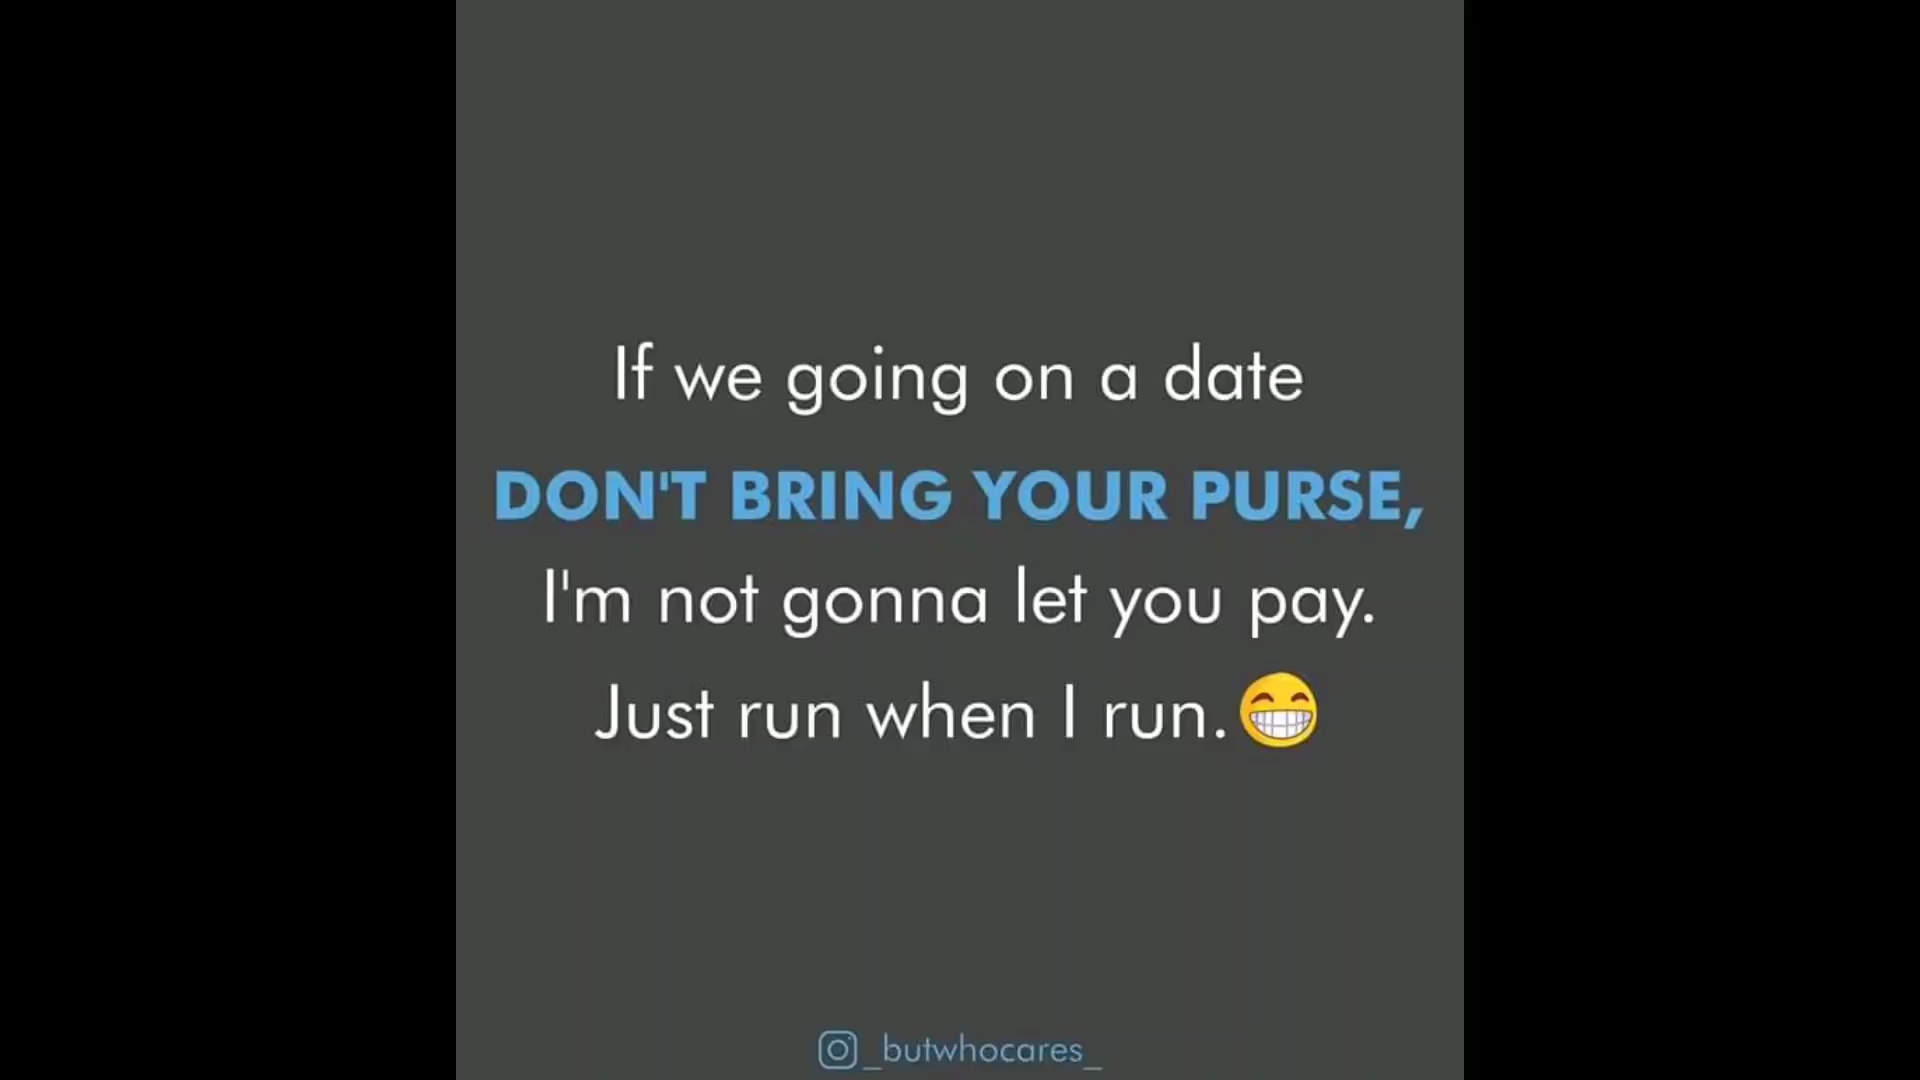 If we going on a date
DON'T BRING YOUR PURSE,
I'm not gonna let you pay.
Just run when I run.😁
_butwhocares_